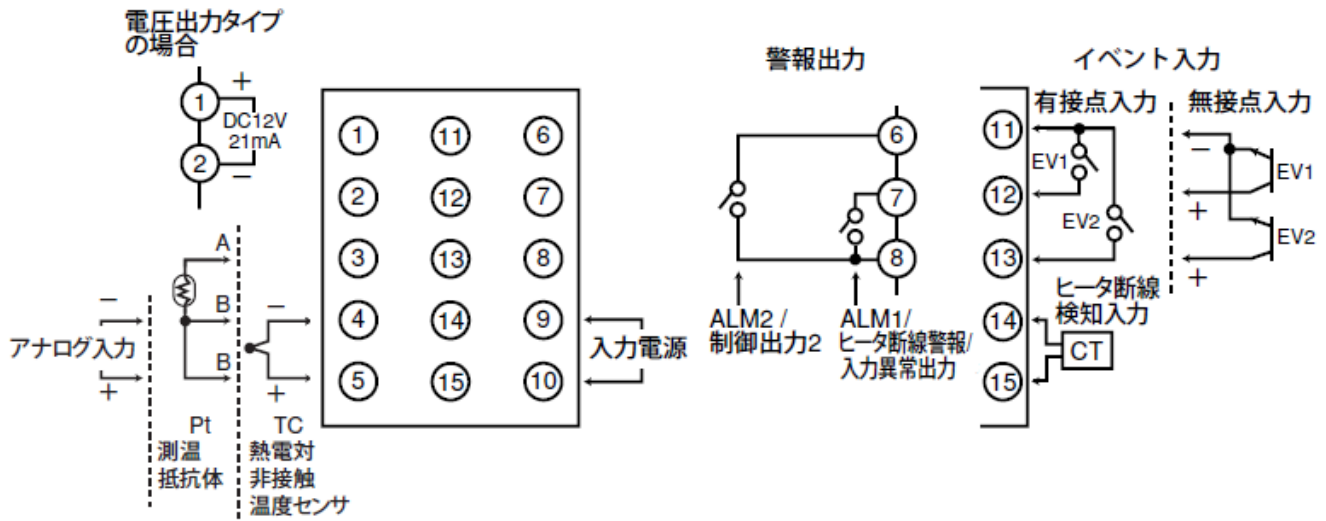 電圧出力タイプ
の場合
1
+
DC12V
21mA
2
−
A
B
B
−
アナログ入力
+
Pt
測温
抵抗体
−
+
TC
熱電対
非接触
温度センサ
1 11 6
2 12 7
3 13 8
4 14 9
5 15 10
入力電源
警報出力
6
7
8
ALM2 /
制御出力2
ALM1/
ヒータ断線警報/
入力異常出力
イベント入力
有接点入力
無接点入力
11
12
13
14
15
EV1
EV2
−
EV1
+
EV2
+
ヒータ断線
検知入力
CT